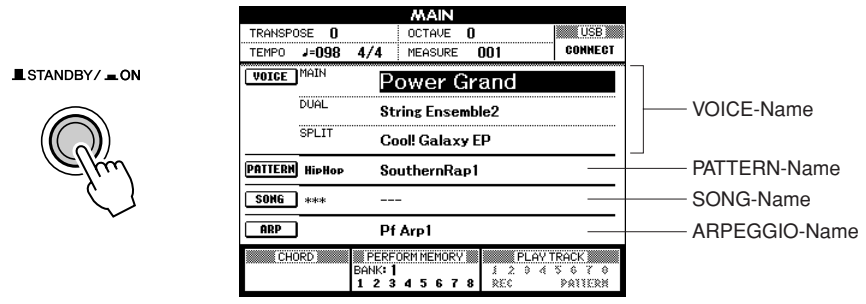 MAIN
TRANSPOSE 0 OCTAVE 0 USB
TEMPO ♩=098 4/4 MEASURE 001 CONNECT
STANDBY/ ON
VOICE MAIN Power Grand
DUAL String Ensemble2
SPLIT Cool! Galaxy EP
VOICE-Name
PATTERN HipHop SouthernRap1 PATTERN-Name
SONG *** --- SONG-Name
ARP Pf Arp1 ARPEGGIO-Name
CHORD PERFORM MEMORY PLAY TRACK
BANK: 1 1 2 3 4 5 6 7 8
1 2 3 4 5 6 7 8 REC PATTERN